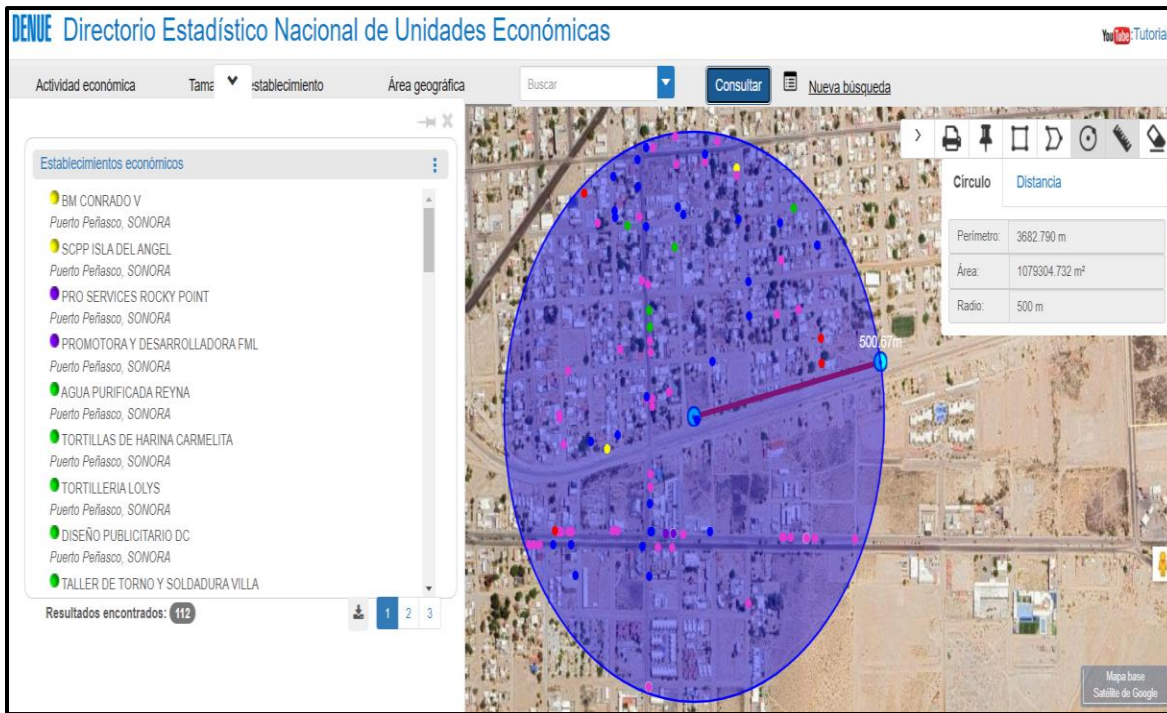 DENUE Directorio Estadístico Nacional de Unidades Económicas
YouTube:Tutoria
Actividad económica
Tama establecimiento
Área geográfica
Buscar
Consultar
Nueva búsqueda
Establecimientos económicos
BM CONRADO V
Puerto Peñasco, SONORA
SCPP ISLA DEL ANGEL
Puerto Peñasco, SONORA
PRO SERVICES ROCKY POINT
Puerto Peñasco, SONORA
PROMOTORA Y DESARROLLADORA FML
Puerto Peñasco, SONORA
AGUA PURIFICADA REYNA
Puerto Peñasco, SONORA
TORTILLAS DE HARINA CARMELITA
Puerto Peñasco, SONORA
TORTILLERIA LOLYS
Puerto Peñasco, SONORA
DISEÑO PUBLICITARIO DC
Puerto Peñasco, SONORA
TALLER DE TORNO Y SOLDADURA VILLA
Resultados encontrados: 112
1 2 3
Círculo
Distancia
Perímetro: 3682.790 m
Área: 1079304.732 m²
Radio: 500 m
500.67m
Mapa base
Satélite de Google